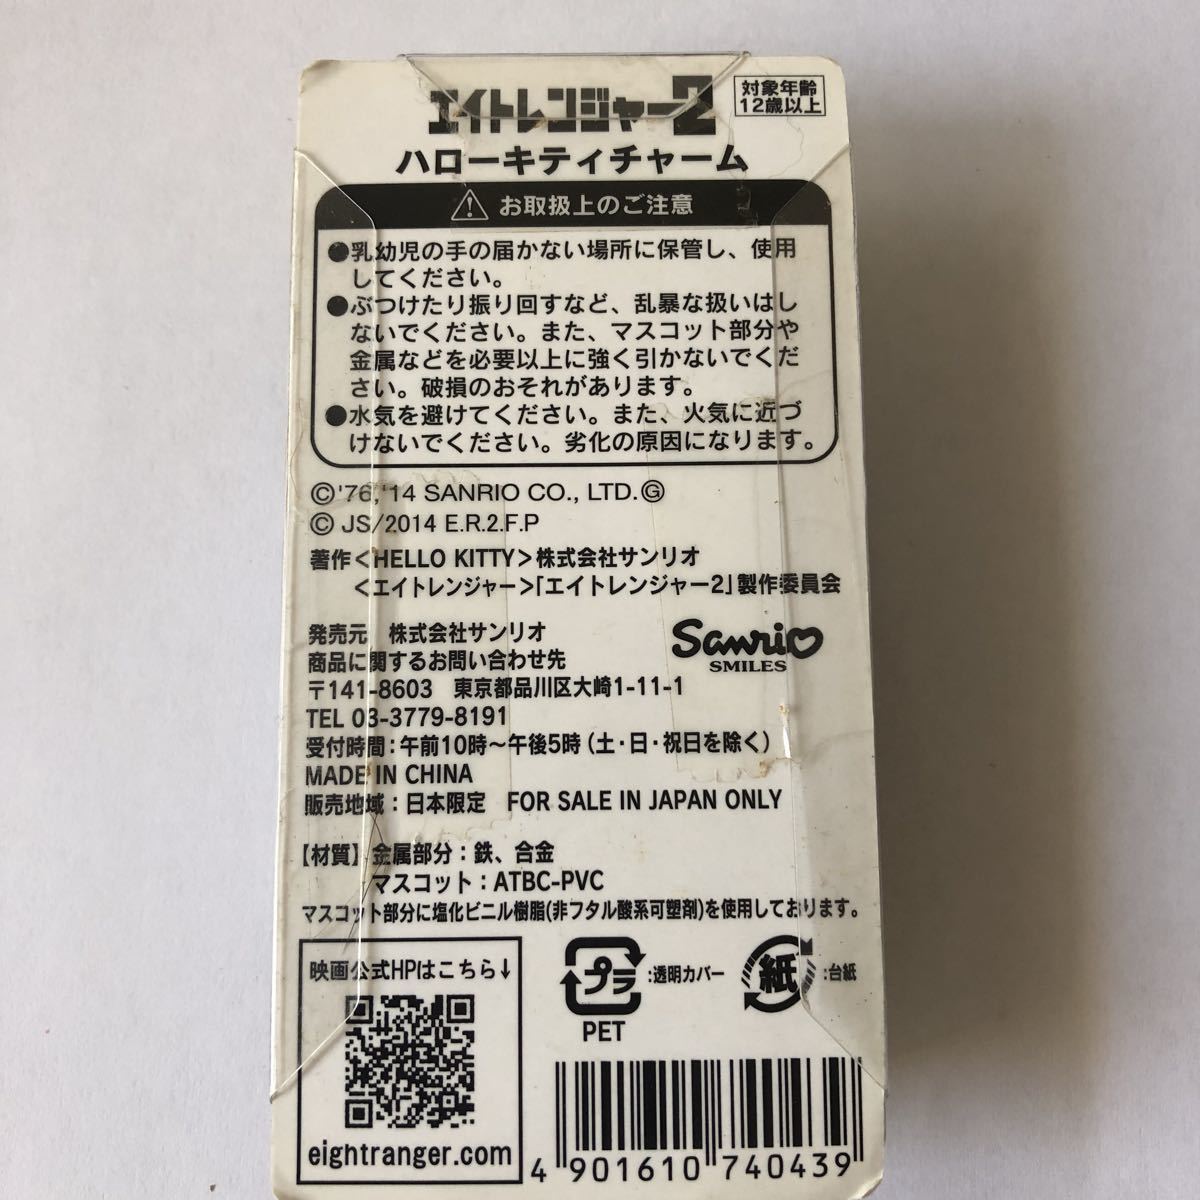 エイトレンジャー2
対象年齢
12歳以上
ハローキティチャーム
お取扱上のご注意
●乳幼児の手の届かない場所に保管し、使用
してください。
●ぶつけたり振り回すなど、乱暴な扱いはし
ないでください。また、マスコット部分や
金属などを必要以上に強く引かないでくだ
さい。破損のおそれがあります。
●水気を避けてください。また、火気に近づ
けないでください。劣化の原因になります。
©'76,'14 SANRIO CO., LTD.Ⓖ
© JS/2014 E.R.2.F.P
著作<HELLO KITTY>株式会社サンリオ
<エイトレンジャー>「エイトレンジャー2」製作委員会
発売元 株式会社サンリオ
商品に関するお問い合わせ先
〒141-8603 東京都品川区大崎1-11-1
TEL 03-3779-8191
受付時間:午前10時~午後5時(土・日・祝日を除く)
MADE IN CHINA
販売地域:日本限定 FOR SALE IN JAPAN ONLY
Sanrio
SMILES
【材質】金属部分:鉄、合金
マスコット:ATBC-PVC
マスコット部分に塩化ビニル樹脂(非フタル酸系可塑剤)を使用しております。
映画公式HPはこちら↓
eightranger.com
プラ
:透明カバー
PET
紙
:台紙
4 901610 740439